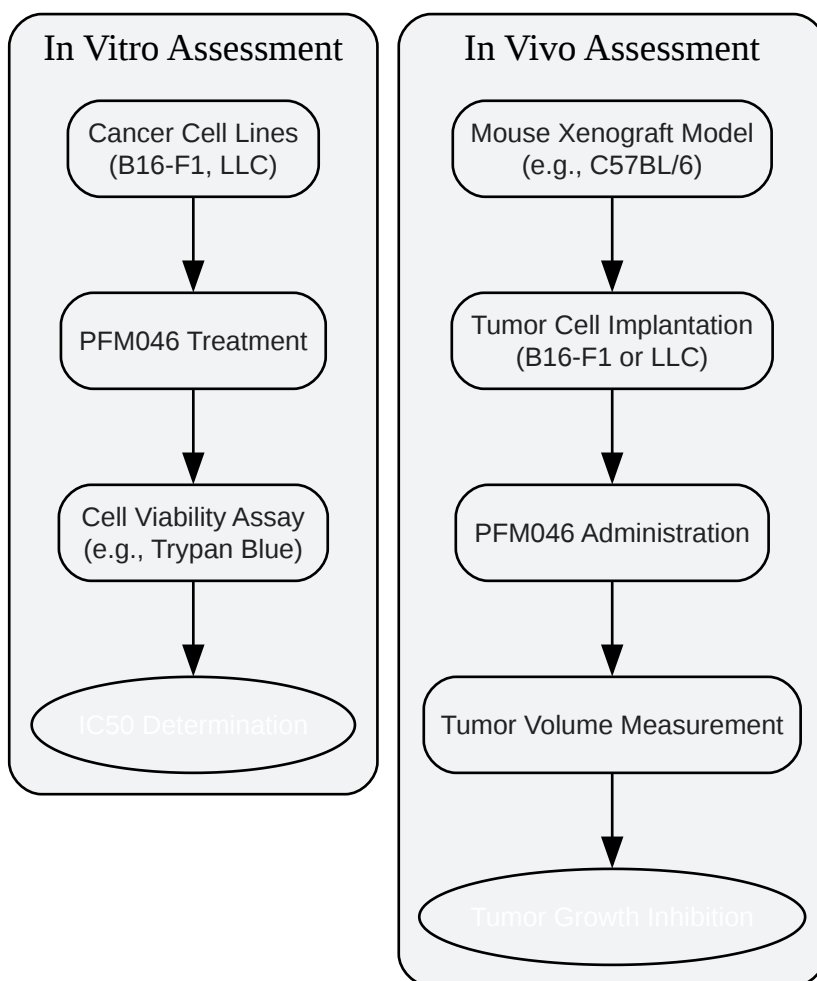 In Vitro Assessment
Cancer Cell Lines
(B16-F1, LLC)
PFM046 Treatment
Cell Viability Assay
(e.g., Trypan Blue)
IC50 Determination
In Vivo Assessment
Mouse Xenograft Model
(e.g., C57BL/6)
Tumor Cell Implantation
(B16-F1 or LLC)
PFM046 Administration
Tumor Volume Measurement
Tumor Growth Inhibition